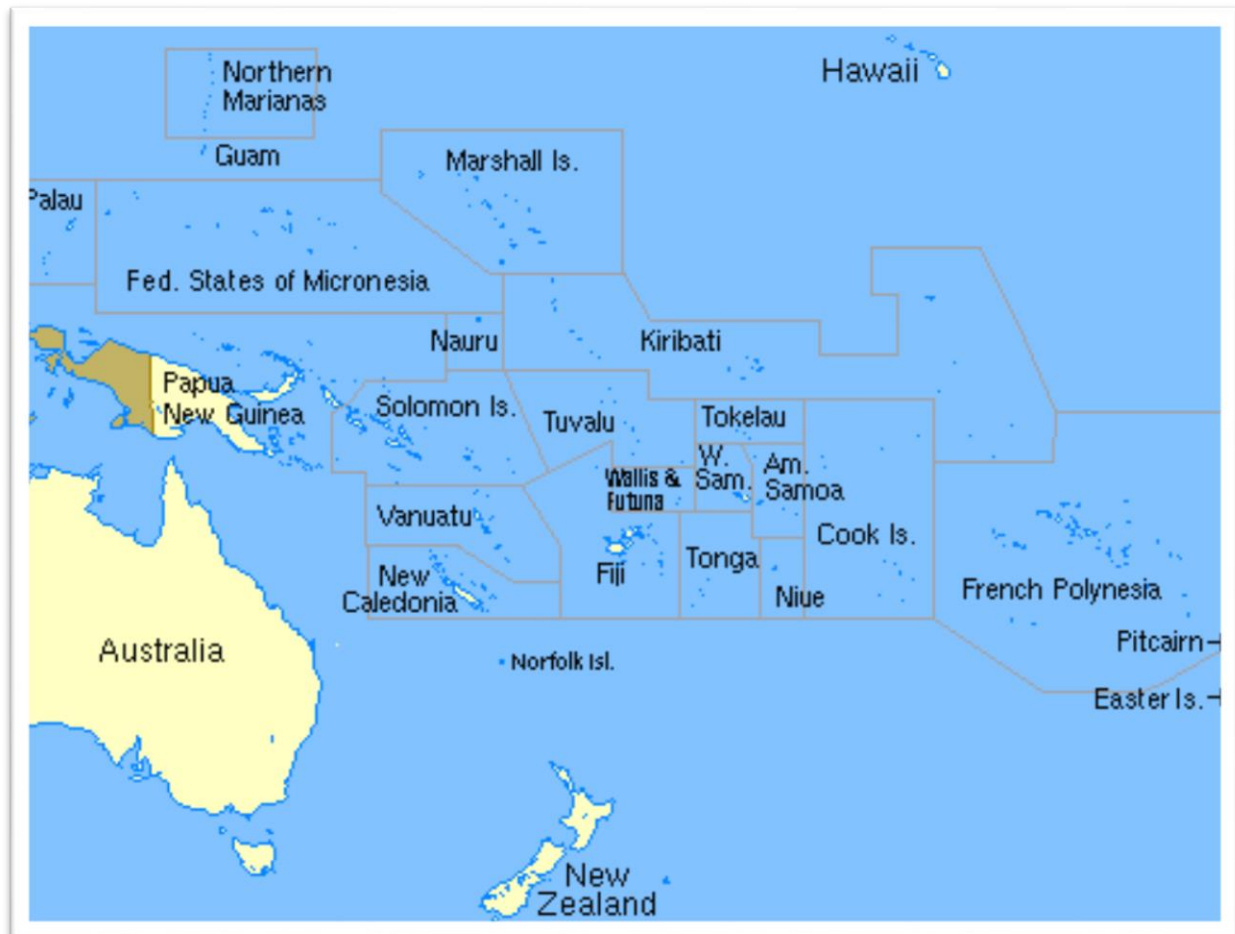 Hawaii
Northern
Marianas
Guam
Marshall Is.
Palau
Fed. States of Micronesia
Nauru
Kiribati
Papua
New Guinea
Solomon Is.
Tuvalu
Tokelau
W.
Sam.
Am.
Samoa
Wallis &
Futuna
Vanuatu
Cook Is.
Fiji
Tonga
New
Caledonia
Niue
French Polynesia
Australia
Norfolk Isl.
Pitcairn
Easter Is.
New
Zealand